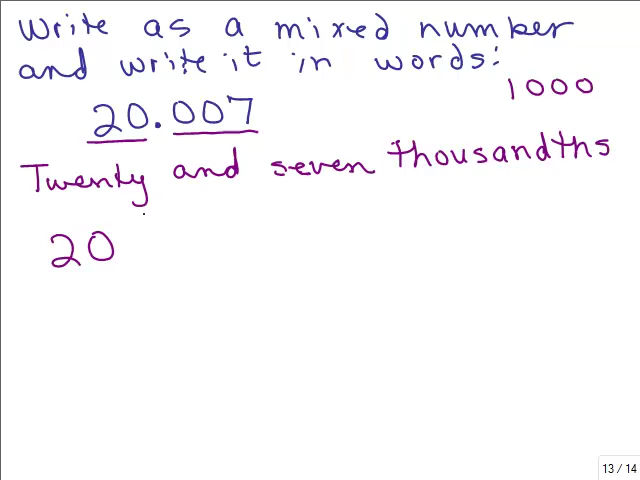 Write as a mixed number
and write it in words:
1000
20.007
Twenty and seven thousandths
20
13 / 14